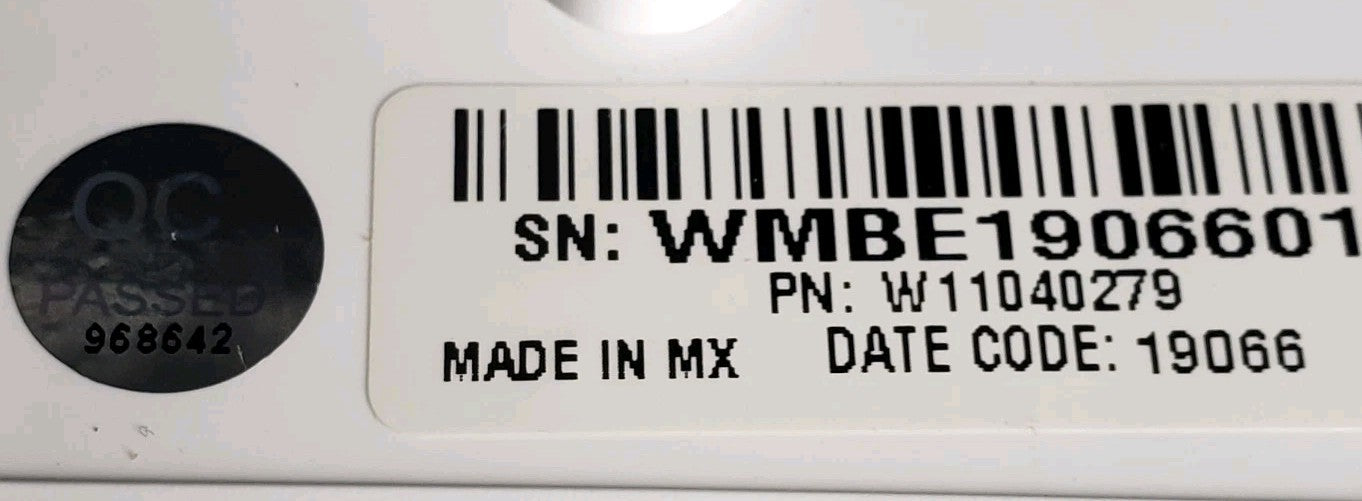 QC
PASSED
968642
SN: WMBE1906601
PN: W11040279
MADE IN MX
DATE CODE: 19066